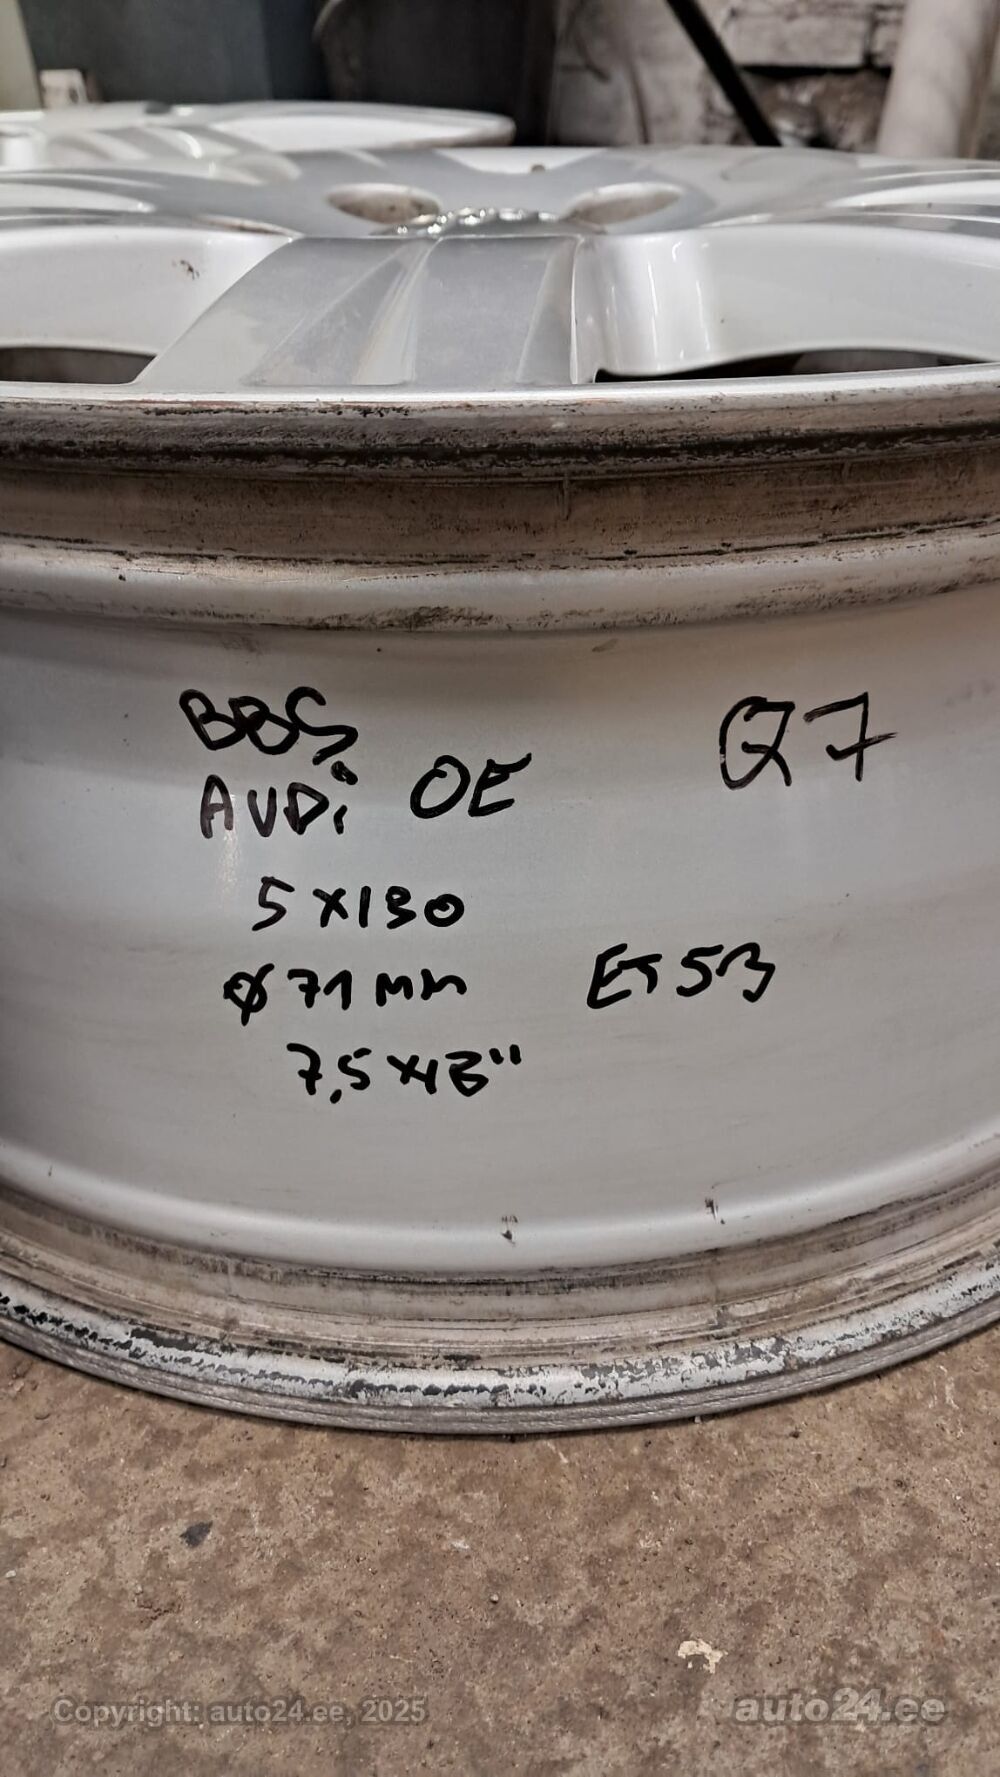 BBS
AUDi OE Q7
5X130
Ø71mm ET53
7,5x18"
Copyright: auto24.ee, 2025
auto24.ee